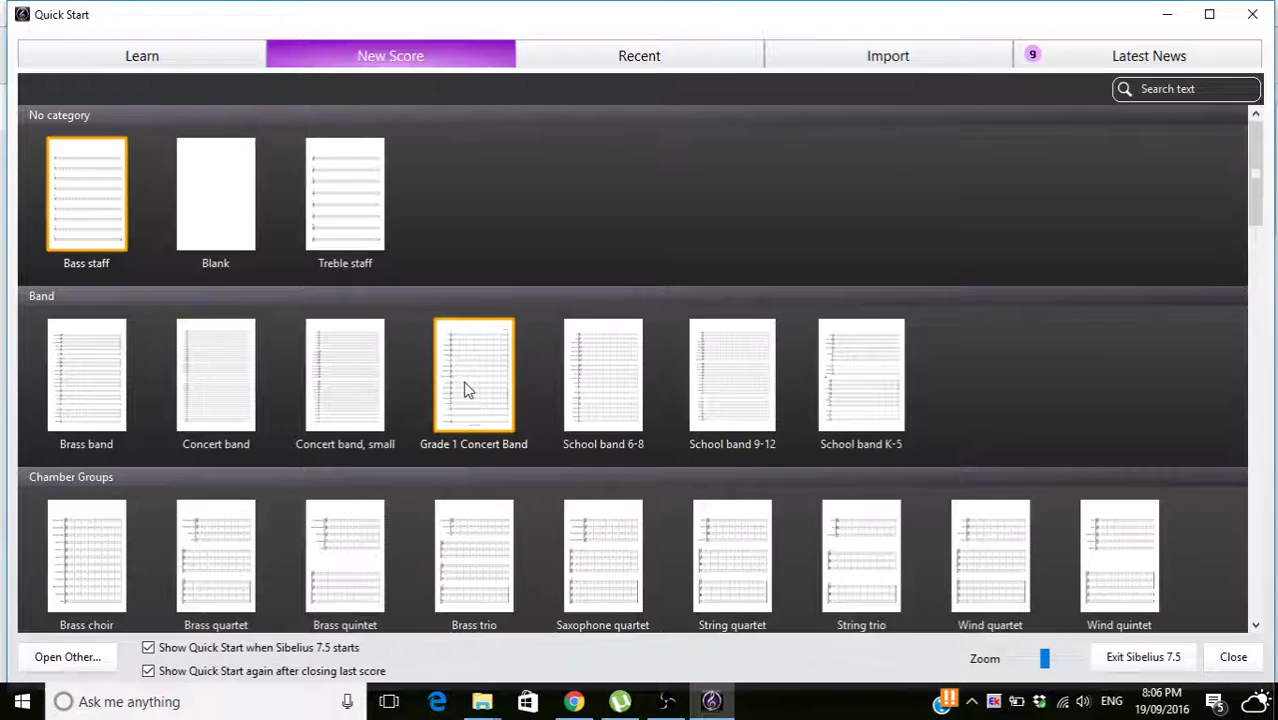 Quick Start
Learn
New Score
Recent
Import
9
Latest News
Search text
No category
Bass staff
Blank
Treble staff
Band
Brass band
Concert band
Concert band, small
Grade 1 Concert Band
School band 6-8
School band 9-12
School band K-5
Chamber Groups
Brass choir
Brass quartet
Brass quintet
Brass trio
Saxophone quartet
String quartet
String trio
Wind quartet
Wind quintet
Open Other...
Show Quick Start when Sibelius 7.5 starts
Show Quick Start again after closing last score
Zoom
Exit Sibelius 7.5
Close
Ask me anything
ENG
8:06 PM
19/09/2016
5